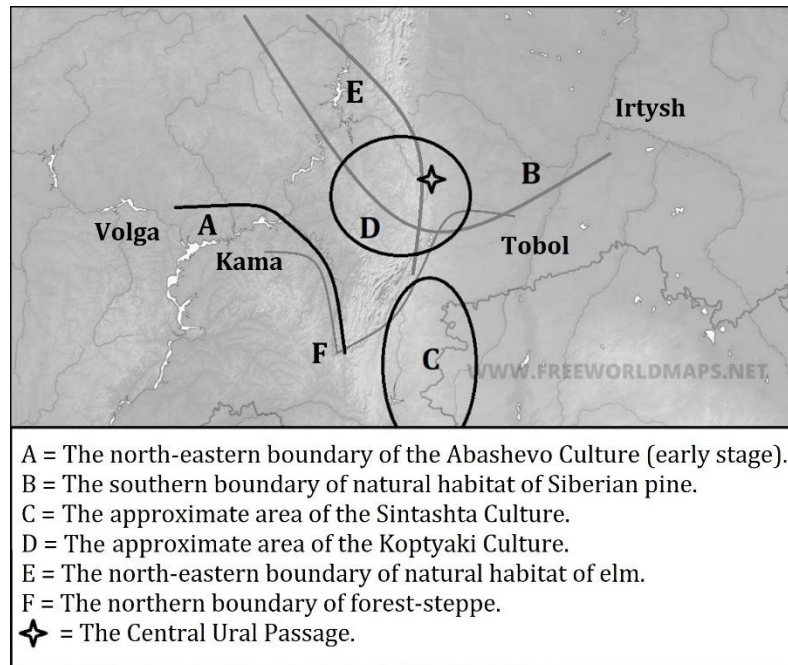 E
Irtysh
B
Volga
A
D
Tobol
Kama
F
C
WWW.FREEWORLDMAPS.NET
A = The north-eastern boundary of the Abashevo Culture (early stage).
B = The southern boundary of natural habitat of Siberian pine.
C = The approximate area of the Sintashta Culture.
D = The approximate area of the Koptyaki Culture.
E = The north-eastern boundary of natural habitat of elm.
F = The northern boundary of forest-steppe.
= The Central Ural Passage.